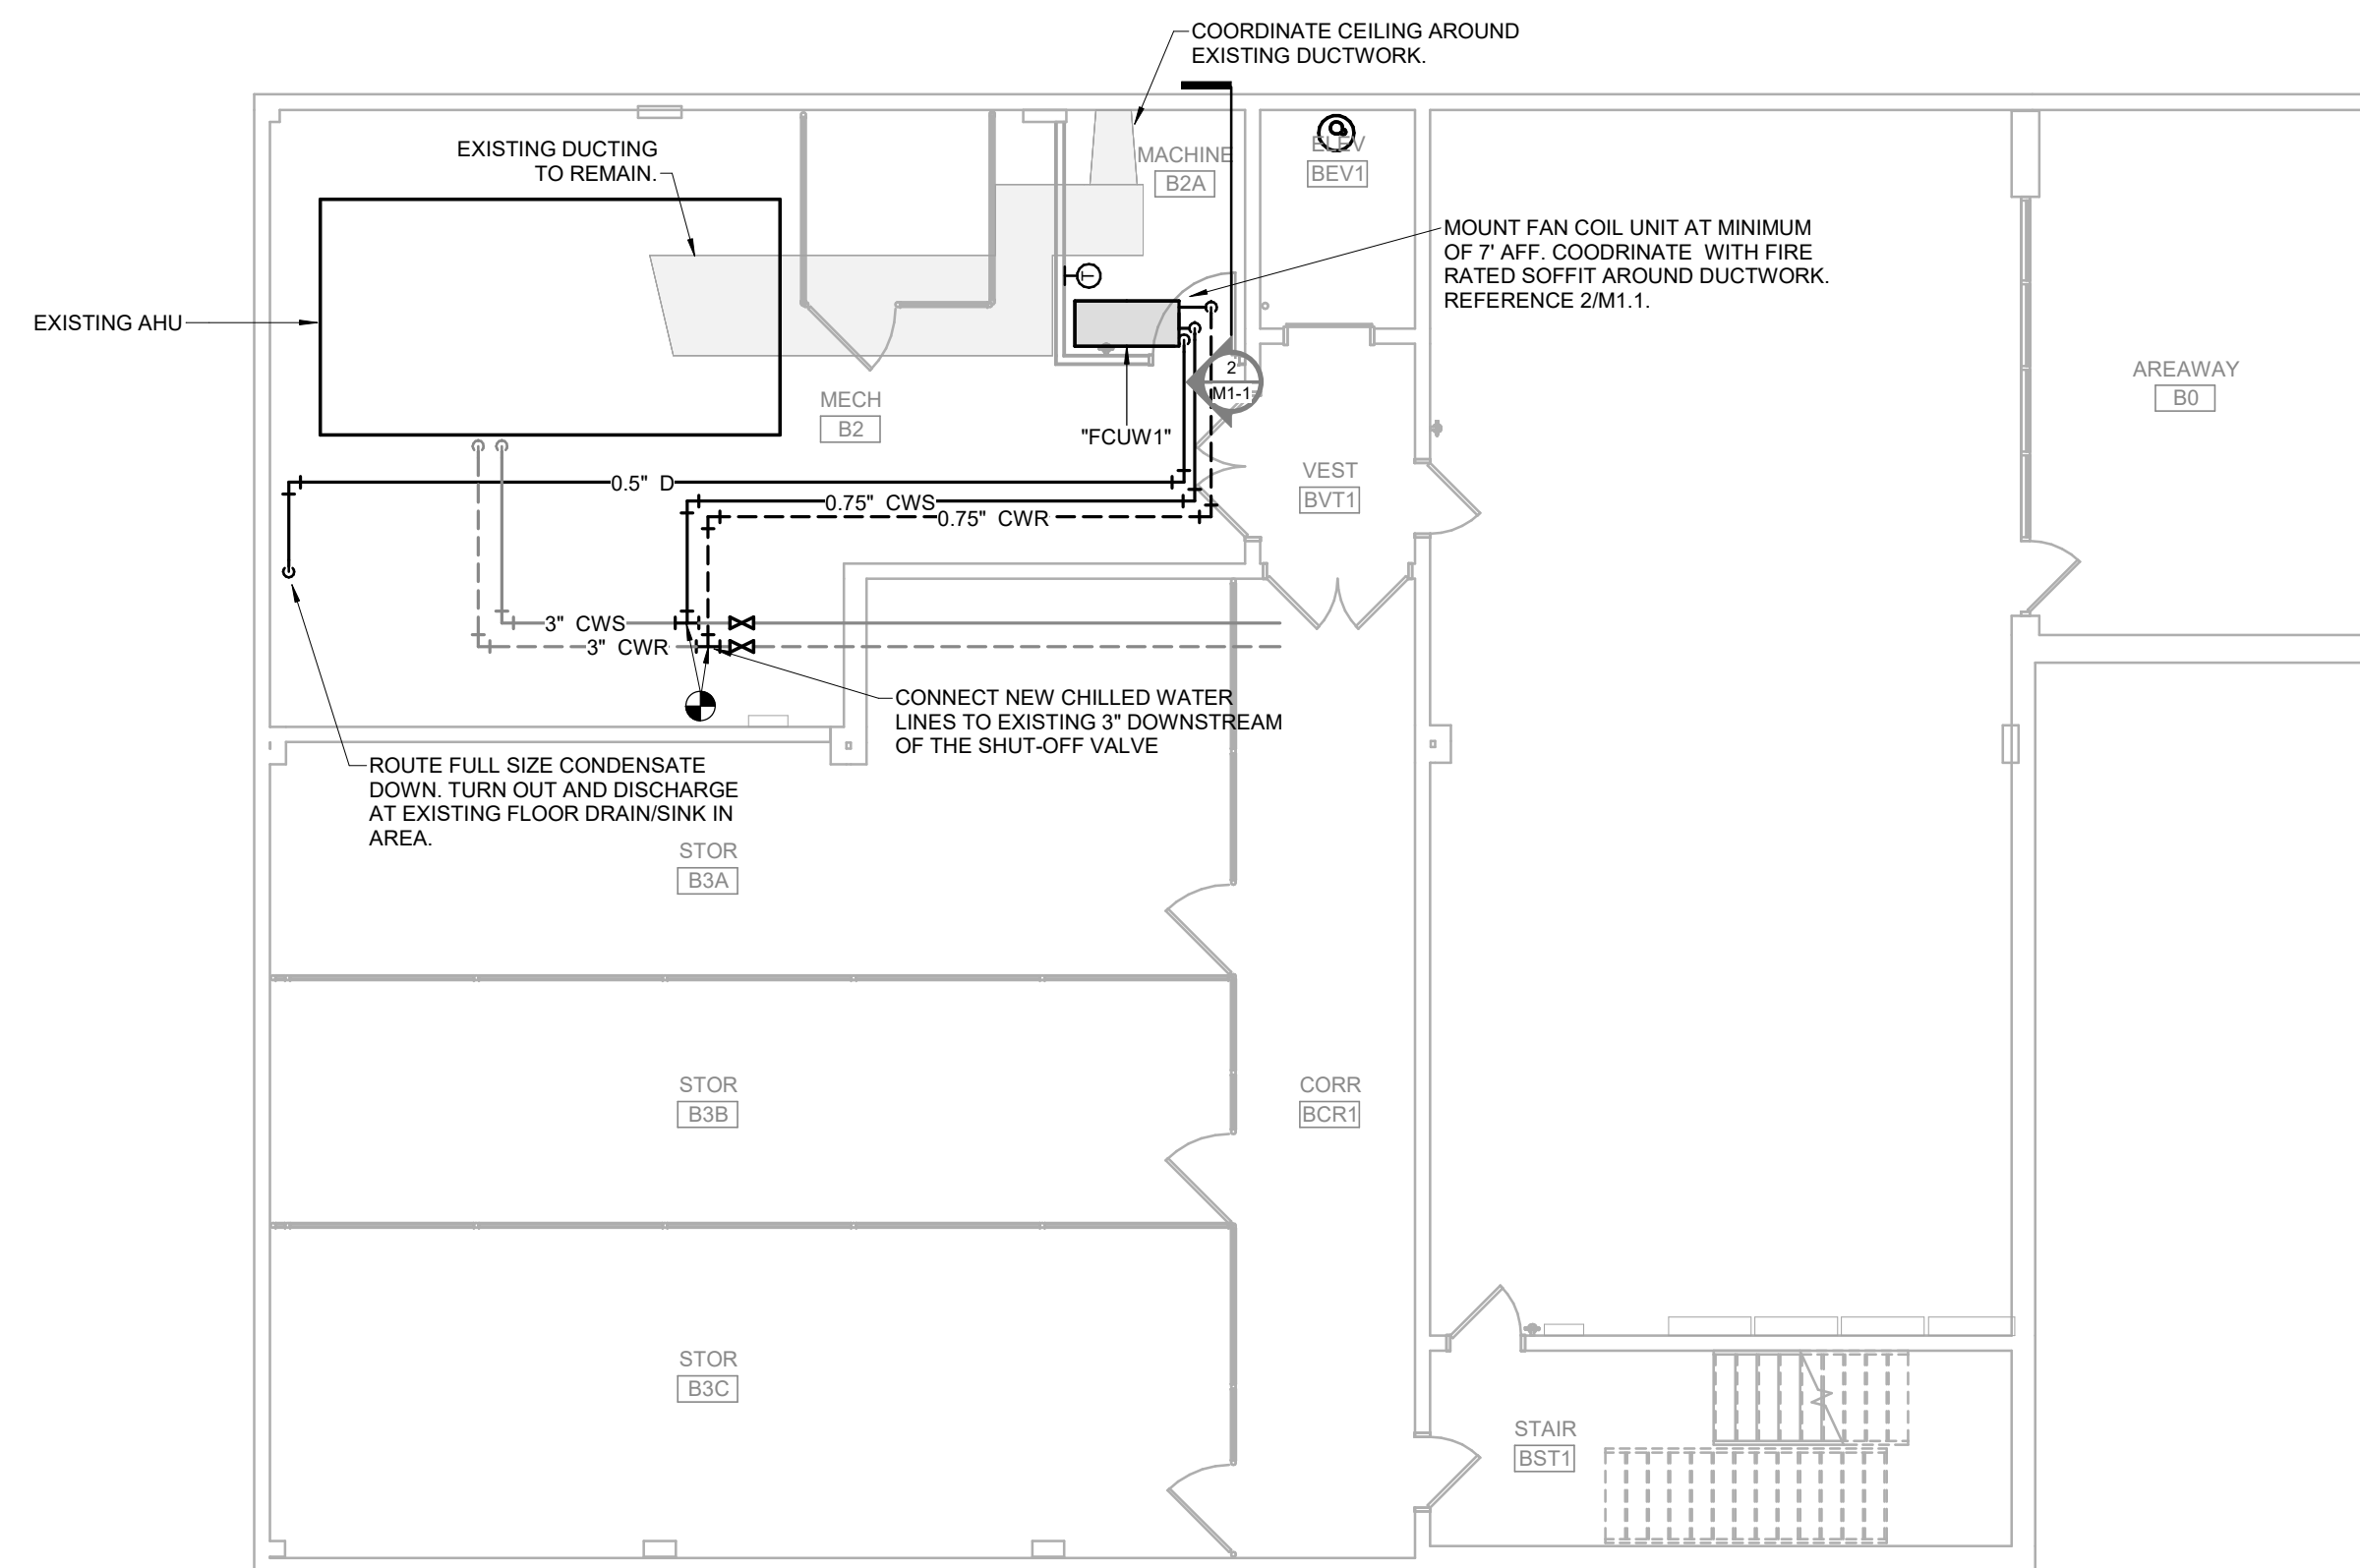 COORDINATE CEILING AROUND
EXISTING DUCTWORK.
EXISTING DUCTING
TO REMAIN.
MACHINE
B2A
ELEV
BEV1
MOUNT FAN COIL UNIT AT MINIMUM
OF 7' AFF. COODRINATE WITH FIRE
RATED SOFFIT AROUND DUCTWORK.
REFERENCE 2/M1.1.
T
EXISTING AHU
2
M1-1
AREAWAY
B0
MECH
B2
"FCUW1"
VEST
BVT1
0.5" D
0.75" CWS
0.75" CWR
3" CWS
3" CWR
CONNECT NEW CHILLED WATER
LINES TO EXISTING 3" DOWNSTREAM
OF THE SHUT-OFF VALVE
ROUTE FULL SIZE CONDENSATE
DOWN. TURN OUT AND DISCHARGE
AT EXISTING FLOOR DRAIN/SINK IN
AREA.
STOR
B3A
STOR
B3B
CORR
BCR1
STOR
B3C
STAIR
BST1